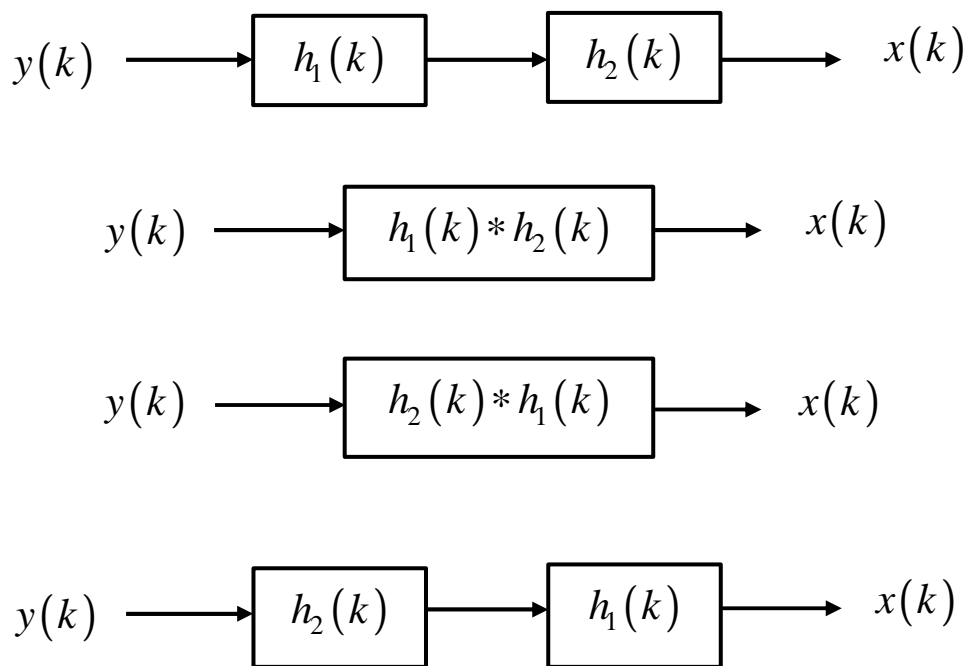 y(k) h₁(k) h₂(k) x(k)
y(k) h₁(k) * h₂(k) x(k)
y(k) h₂(k) * h₁(k) x(k)
y(k) h₂(k) h₁(k) x(k)